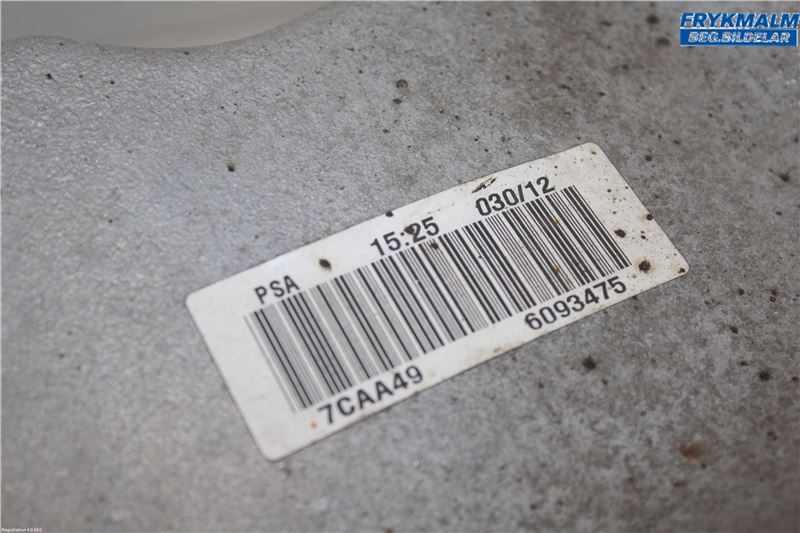 FRYKMALM
BEG.BILDELAR
PSA 15:25 030/12
7CAA49 6093475